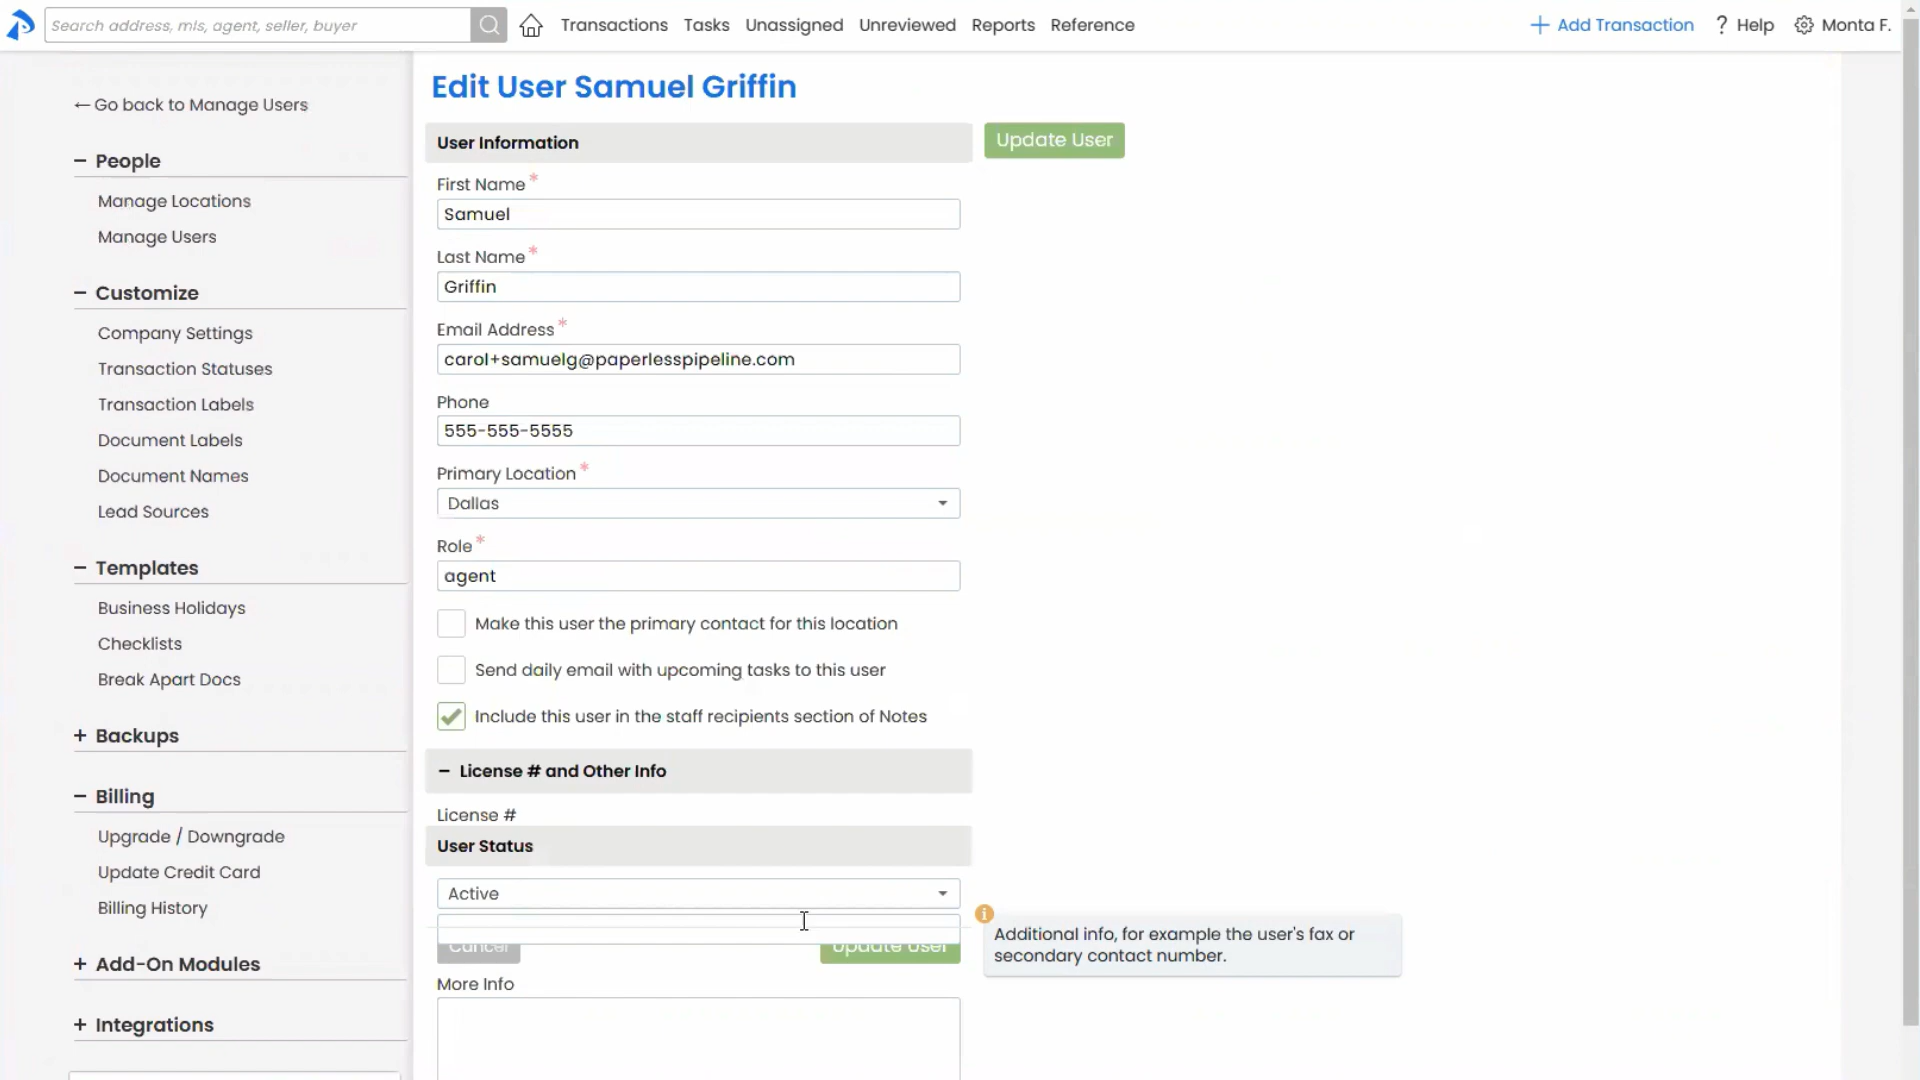 Search address, mls, agent, seller, buyer
Transactions
Tasks
Unassigned
Unreviewed
Reports
Reference
+ Add Transaction
? Help
Monta F.
← Go back to Manage Users
− People
Manage Locations
Manage Users
− Customize
Company Settings
Transaction Statuses
Transaction Labels
Document Labels
Document Names
Lead Sources
− Templates
Business Holidays
Checklists
Break Apart Docs
+ Backups
− Billing
Upgrade / Downgrade
Update Credit Card
Billing History
+ Add-On Modules
+ Integrations
Edit User Samuel Griffin
User Information
Update User
First Name *
Samuel
Last Name *
Griffin
Email Address *
carol+samuelg@paperlesspipeline.com
Phone
555-555-5555
Primary Location *
Dallas
Role *
agent
Make this user the primary contact for this location
Send daily email with upcoming tasks to this user
Include this user in the staff recipients section of Notes
− License # and Other Info
License #
User Status
Active
Cancel
Update User
Additional info, for example the user's fax or
secondary contact number.
More Info